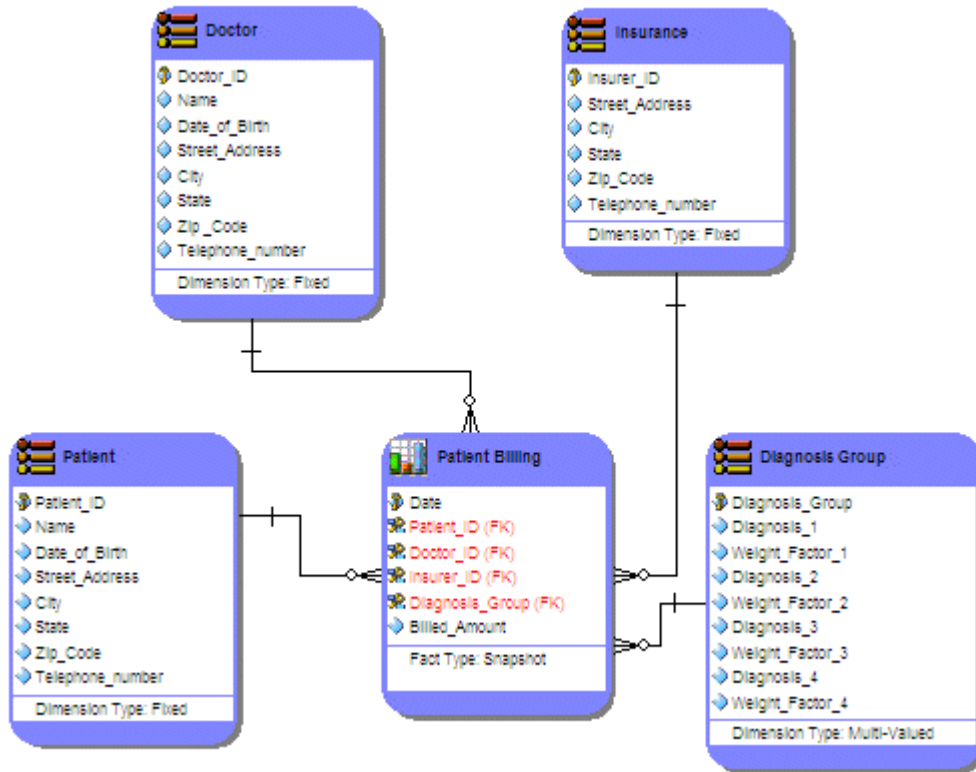 Doctor
Doctor_ID
Name
Date_of_Birth
Street_Address
City
State
Zip _Code
Telephone_number
Dimension Type: Fixed
Insurance
Insurer_ID
Street_Address
City
State
Zip_Code
Telephone_number
Dimension Type: Fixed
Patient
Patient_ID
Name
Date_of_Birth
Street_Address
City
State
Zip_Code
Telephone_number
Dimension Type: Fixed
Patient Billing
Date
Patient_ID (FK)
Doctor_ID (FK)
Insurer_ID (FK)
Diagnosis_Group (FK)
Billed_Amount
Fact Type: Snapshot
Diagnosis Group
Diagnosis_Group
Diagnosis_1
Weight_Factor_1
Diagnosis_2
Weight_Factor_2
Diagnosis_3
Weight_Factor_3
Diagnosis_4
Weight_Factor_4
Dimension Type: Multi-Valued